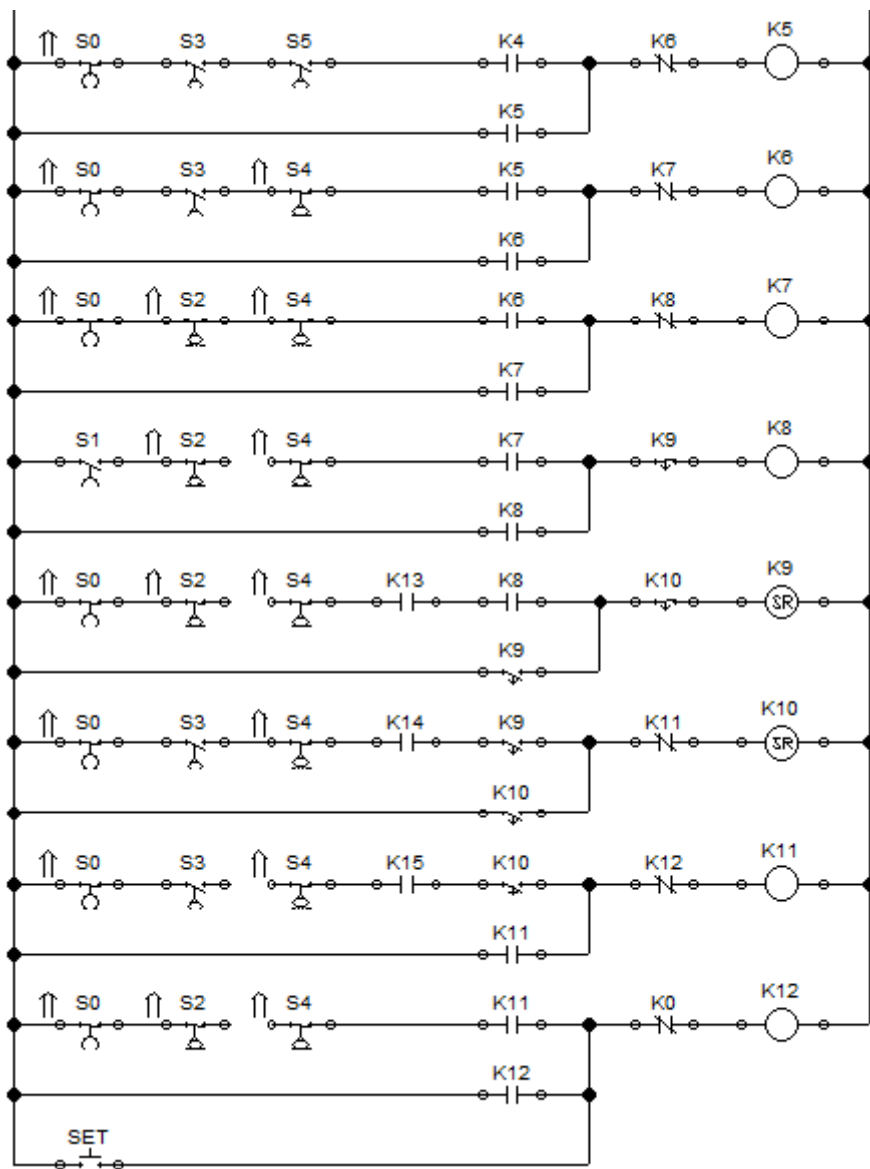 S0 S3 S5 K4 K6 K5
K5
S0 S3 S4 K5 K7 K6
K6
S0 S2 S4 K6 K8 K7
K7
S1 S2 S4 K7 K9 K8
K8
S0 S2 S4 K13 K8 K10 K9
SR
K9
S0 S3 S4 K14 K9 K11 K10
SR
K10
S0 S3 S4 K15 K10 K12 K11
K11
S0 S2 S4 K11 K0 K12
K12
SET